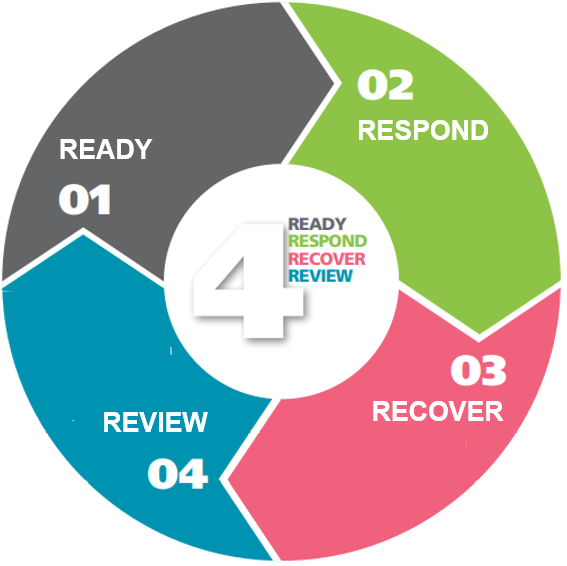 READY
01
02
RESPOND
03
RECOVER
REVIEW
04
4
READY
RESPOND
RECOVER
REVIEW